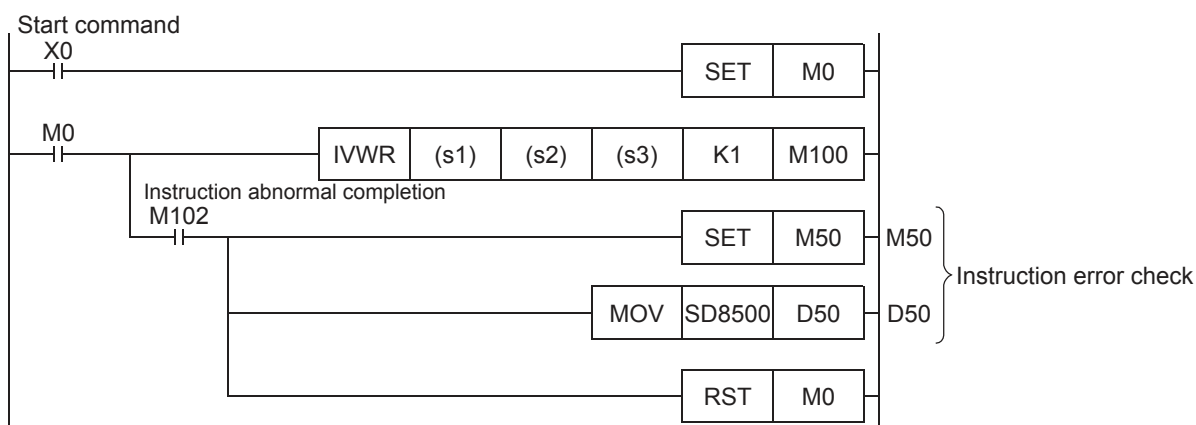 Start command
X0
SET M0
M0
IVWR (s1) (s2) (s3) K1 M100
Instruction abnormal completion
M102
SET M50 M50
Instruction error check
MOV SD8500 D50 D50
RST M0